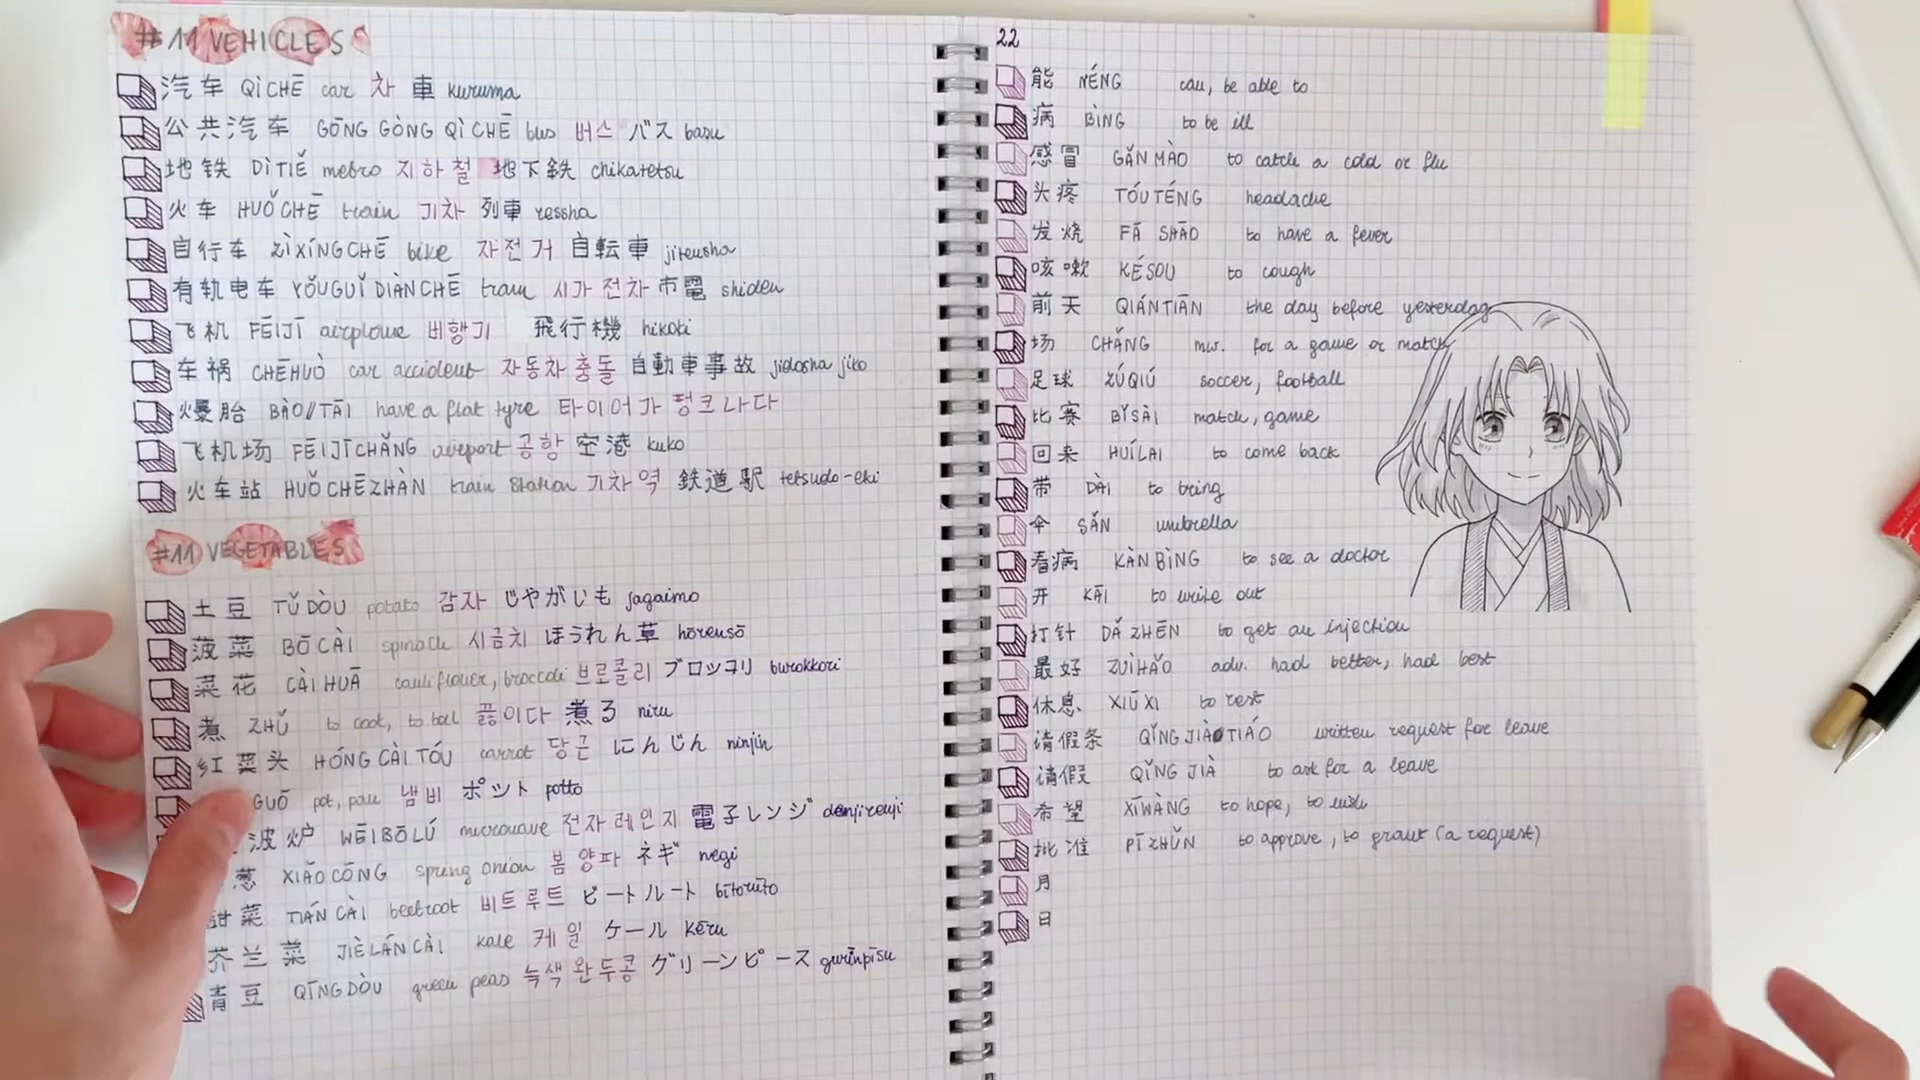 #11 VEHICLES
汽车 QÌCHĒ car 차 車 kuruma
公共汽车 GŌNG GÒNG QÌ CHĒ bus 버스 バス basu
地铁 DÌTIĚ metro 지하철 地下鉄 chikatetsu
火车 HUǑCHĒ train 기차 列車 ressha
自行车 ZÌXÍNGCHĒ bike 자전거 自転車 jitensha
有轨电车 YǑUGUǏ DIÀNCHĒ tram 시가 전차 市電 shiden
飞机 FĒIJĪ airplane 비행기 飛行機 hikoki
车祸 CHĒHUÒ car accident 자동차 충돌 自動車事故 jidosha jiko
爆胎 BÀO//TĀI have a flat tyre 타이어가 펑크나다
飞机场 FĒIJĪCHǍNG airport 공항 空港 kuko
火车站 HUǑCHĒZHÀN train station 기차역 鉄道駅 tetsudo-eki
#11 VEGETABLES
土豆 TǓDÒU potato 감자 じゃがいも jagaimo
菠菜 BŌCÀI spinach 시금치 ほうれん草 hōrensō
菜花 CÀIHUĀ cauliflower, broccoli 브로콜리 ブロッコリ burokkori
煮 ZHǓ to cook, to boil 끓이다 煮る niru
红菜头 HÓNG CÀI TÓU carrot 당근 にんじん ninjin
GUŌ pot, pan 냄비 ポット potto
波炉 WĒIBŌLÚ microwave 전자레인지 電子レンジ denjirenji
葱 XIǍOCŌNG spring onion 봄 양파 ネギ negi
甜菜 TIÁN CÀI beetroot 비트루트 ビートルート bītorūto
芥兰菜 JIÈLÁNCÀI kale 케일 ケール kēru
青豆 QĪNGDÒU green peas 녹색 완두콩 グリーンピース gurīnpīsu
22
能 NÉNG can, be able to
病 BÌNG to be ill
感冒 GǍNMÀO to catch a cold or flu
头疼 TÓUTÉNG headache
发烧 FĀ SHĀO to have a fever
咳嗽 KÉSOU to cough
前天 QIÁNTIĀN the day before yesterday
场 CHǍNG mw. for a game or match
足球 ZÚQIÚ soccer, football
比赛 BǏSÀI match, game
回来 HUÍLAI to come back
带 DÀI to bring
伞 SǍN umbrella
看病 KÀNBÌNG to see a doctor
开 KĀI to write out
打针 DǍ ZHĒN to get an injection
最好 ZUÌHǍO adv. had better, had best
休息 XIŪXI to rest
请假条 QǏNGJIÀTIÁO written request for leave
请假 QǏNG JIÀ to ask for a leave
希望 XĪWÀNG to hope, to wish
批准 PĪZHǓN to approve, to grant (a request)
月
日